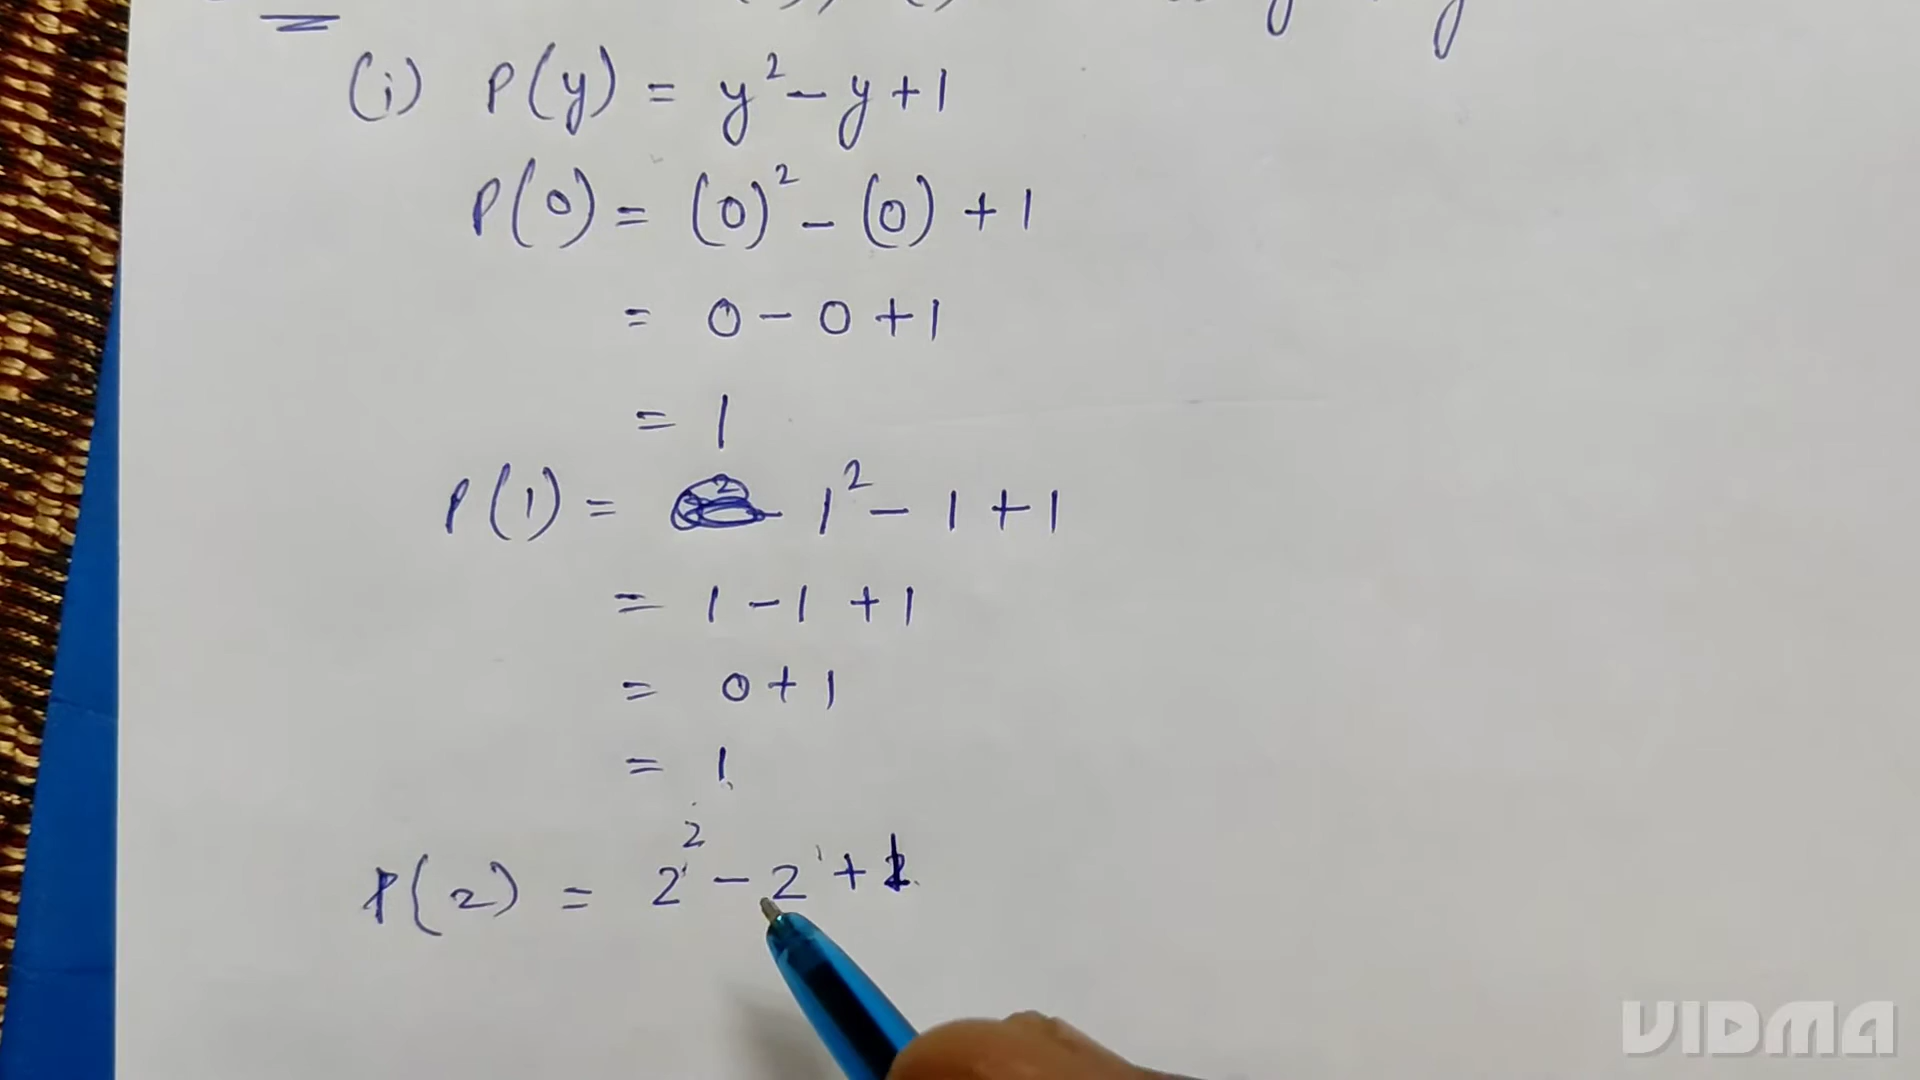 (i) P(y) = y² - y + 1
P(0) = (0)² - (0) + 1
= 0 - 0 + 1
= 1
P(1) = 1² - 1 + 1
= 1 - 1 + 1
= 0 + 1
= 1
P(2) = 2² - 2 + 1
VIDMA